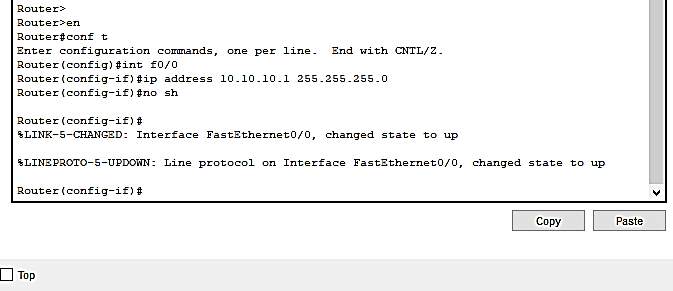 Router>
Router>en
Router#conf t
Enter configuration commands, one per line.  End with CNTL/Z.
Router(config)#int f0/0
Router(config-if)#ip address 10.10.10.1 255.255.255.0
Router(config-if)#no sh
Router(config-if)#
%LINK-5-CHANGED: Interface FastEthernet0/0, changed state to up
%LINEPROTO-5-UPDOWN: Line protocol on Interface FastEthernet0/0, changed state to up
Router(config-if)#
Copy Paste
Top